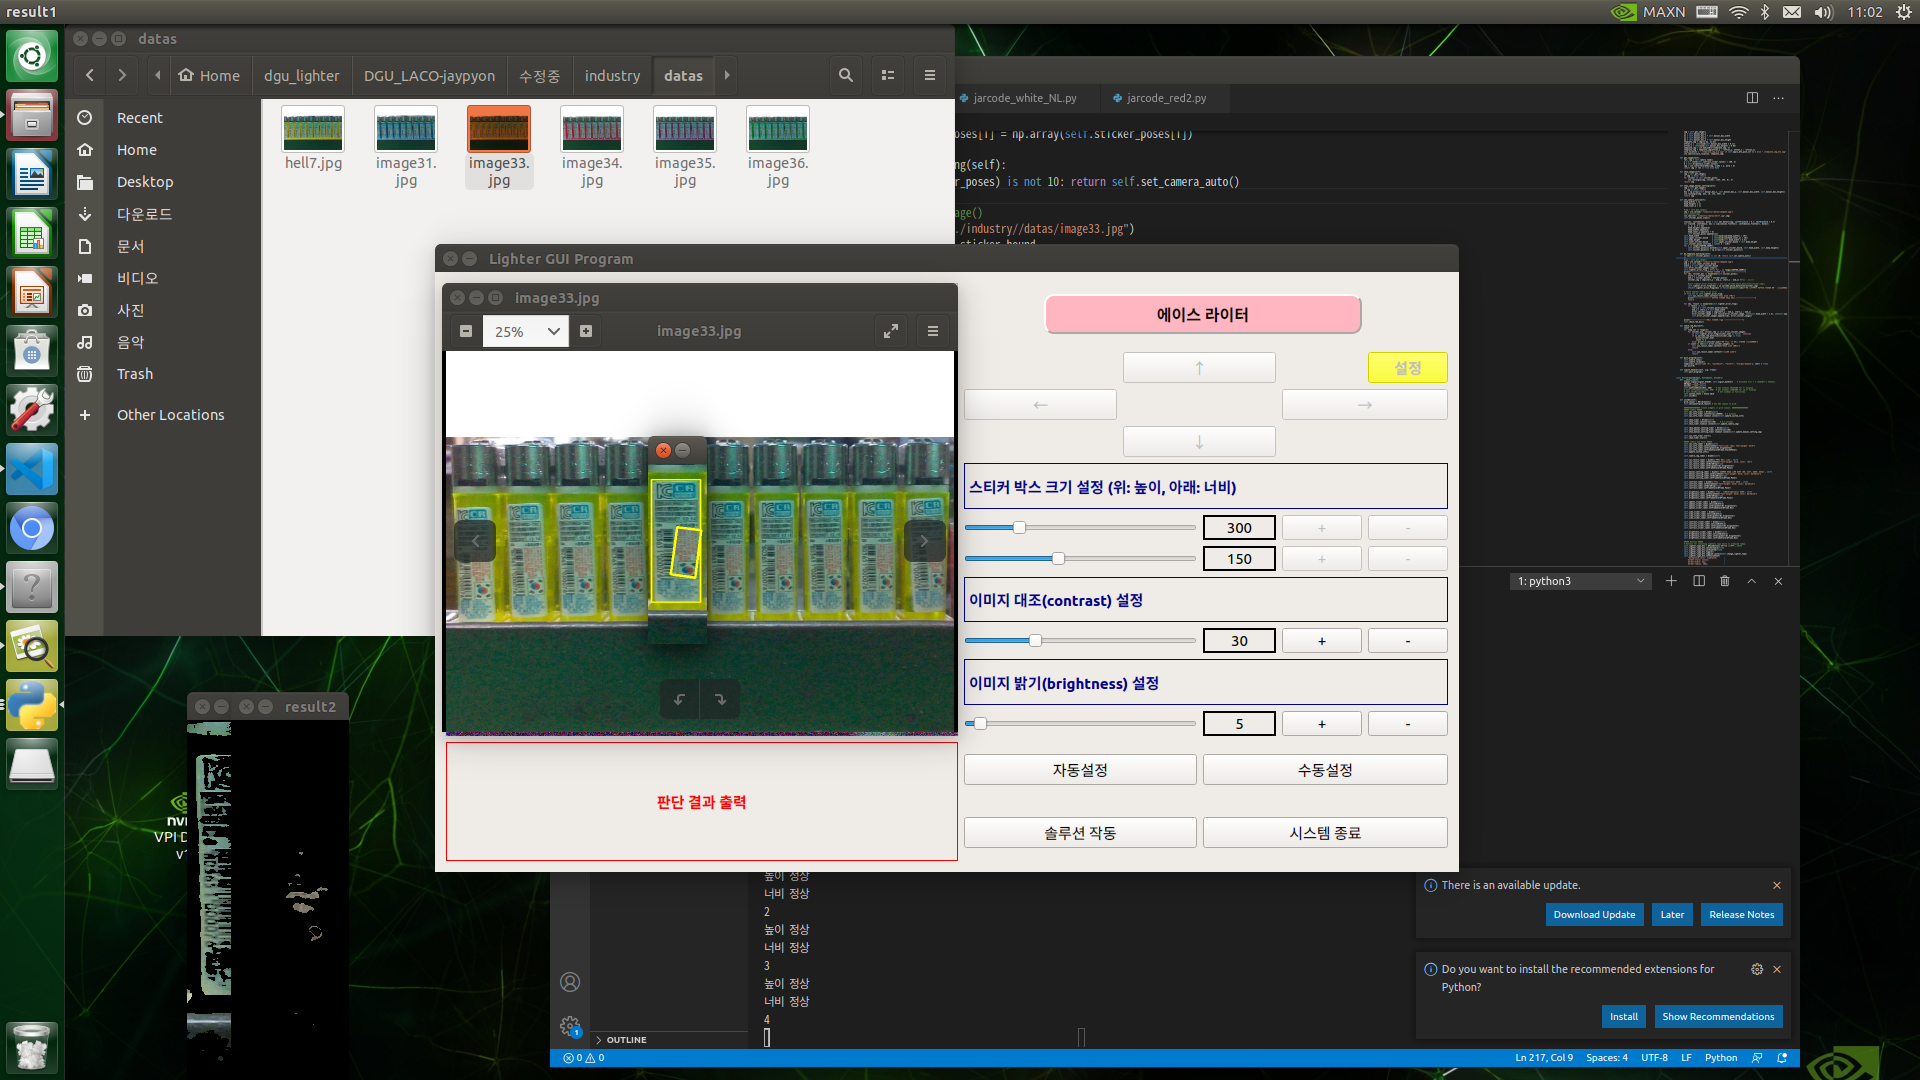 result1
MAXN
11:02
datas
Home
dgu_lighter
DGU_LACO-jaypyon
수정중
industry
datas
Recent
Home
Desktop
다운로드
문서
비디오
사진
음악
Trash
+ Other Locations
hell7.jpg
image31.
jpg
image33.
jpg
image34.
jpg
image35.
jpg
image36.
jpg
jarcode_white_NL.py
jarcode_red2.py
oses[i] = np.array(self.sticker_poses[i])
ng(self):
r_poses) is not 10: return self.set_camera_auto()
age()
./industry//datas/image33.jpg")
Lighter GUI Program
image33.jpg
25%
image33.jpg
에이스 라이터
↑
설정
←
→
↓
스티커 박스 크기 설정 (위: 높이, 아래: 너비)
300
+
-
150
+
-
이미지 대조(contrast) 설정
30
+
-
이미지 밝기(brightness) 설정
5
+
-
자동설정
수동설정
솔루션 작동
시스템 종료
판단 결과 출력
result2
VPI D
1: python3
높이 정상
너비 정상
2
높이 정상
너비 정상
3
높이 정상
너비 정상
4
OUTLINE
There is an available update.
Download Update
Later
Release Notes
Do you want to install the recommended extensions for
Python?
Install
Show Recommendations
0
0
Ln 217, Col 9
Spaces: 4
UTF-8
LF
Python